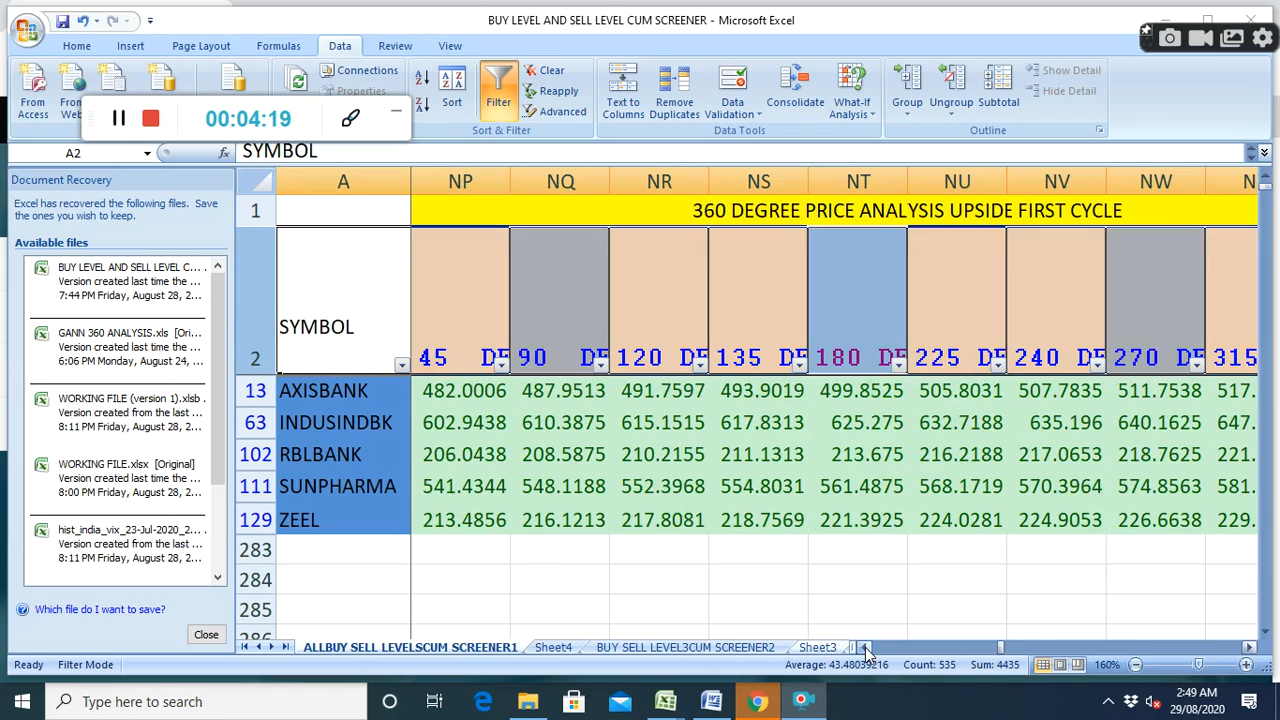 BUY LEVEL AND SELL LEVEL CUM SCREENER - Microsoft Excel
Home Insert Page Layout Formulas Data Review View
From Access
From Web
Connections
Properties
Sort
Filter
Clear
Reapply
Advanced
Sort & Filter
Text to Columns
Remove Duplicates
Data Validation
Consolidate
What-If Analysis
Data Tools
Group
Ungroup
Subtotal
Show Detail
Hide Detail
Outline
00:04:19
A2 fx SYMBOL
Document Recovery
Excel has recovered the following files. Save
the ones you wish to keep.
Available files
BUY LEVEL AND SELL LEVEL C...
Version created last time the ...
7:44 PM Friday, August 28, 2...
GANN 360 ANALYSIS.xls [Ori...
Version created last time the ...
6:06 PM Monday, August 24, ...
WORKING FILE (version 1).xlsb
Version created from the last ...
8:11 PM Friday, August 28, 2...
WORKING FILE.xlsx [Original]
Version created from the last ...
8:00 PM Friday, August 28, 2...
hist_india_vix_23-Jul-2020_2...
Version created from the last ...
8:11 PM Friday, August 28, 2...
Which file do I want to save?
Close
A NP NQ NR NS NT NU NV NW N
1 360 DEGREE PRICE ANALYSIS UPSIDE FIRST CYCLE
2 SYMBOL 45 DE 90 DE 120 DE 135 DE 180 DE 225 DE 240 DE 270 DE 315
13 AXISBANK 482.0006 487.9513 491.7597 493.9019 499.8525 505.8031 507.7835 511.7538 517.
63 INDUSINDBK 602.9438 610.3875 615.1515 617.8313 625.275 632.7188 635.196 640.1625 647.
102 RBLBANK 206.0438 208.5875 210.2155 211.1313 213.675 216.2188 217.0653 218.7625 221.
111 SUNPHARMA 541.4344 548.1188 552.3968 554.8031 561.4875 568.1719 570.3964 574.8563 581.
129 ZEEL 213.4856 216.1213 217.8081 218.7569 221.3925 224.0281 224.9053 226.6638 229.
283
284
285
286
ALLBUY SELL LEVELSCUM SCREENER1 Sheet4 BUY SELL LEVEL3CUM SCREENER2 Sheet3
Ready Filter Mode Average: 43.48039216 Count: 535 Sum: 4435 160%
Type here to search
2:49 AM
29/08/2020